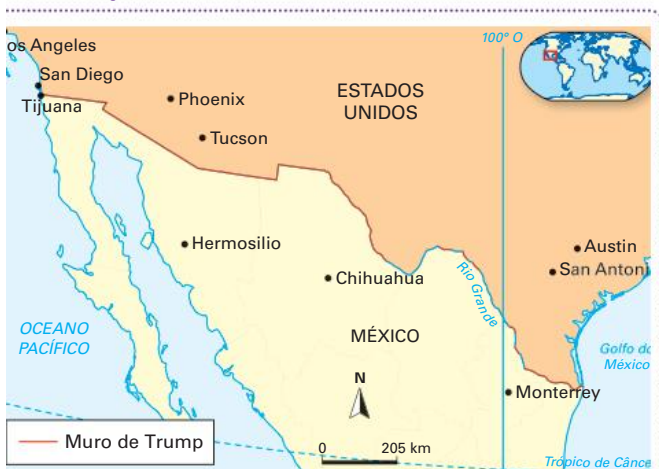 os Angeles
San Diego
Tijuana
Phoenix
Tucson
ESTADOS
UNIDOS
100° O
Hermosilio
Chihuahua
Rio Grande
Austin
San Antoni
OCEANO
PACÍFICO
MÉXICO
Golfo do
México
N
Monterrey
Muro de Trump
0 205 km
Trópico de Cânce